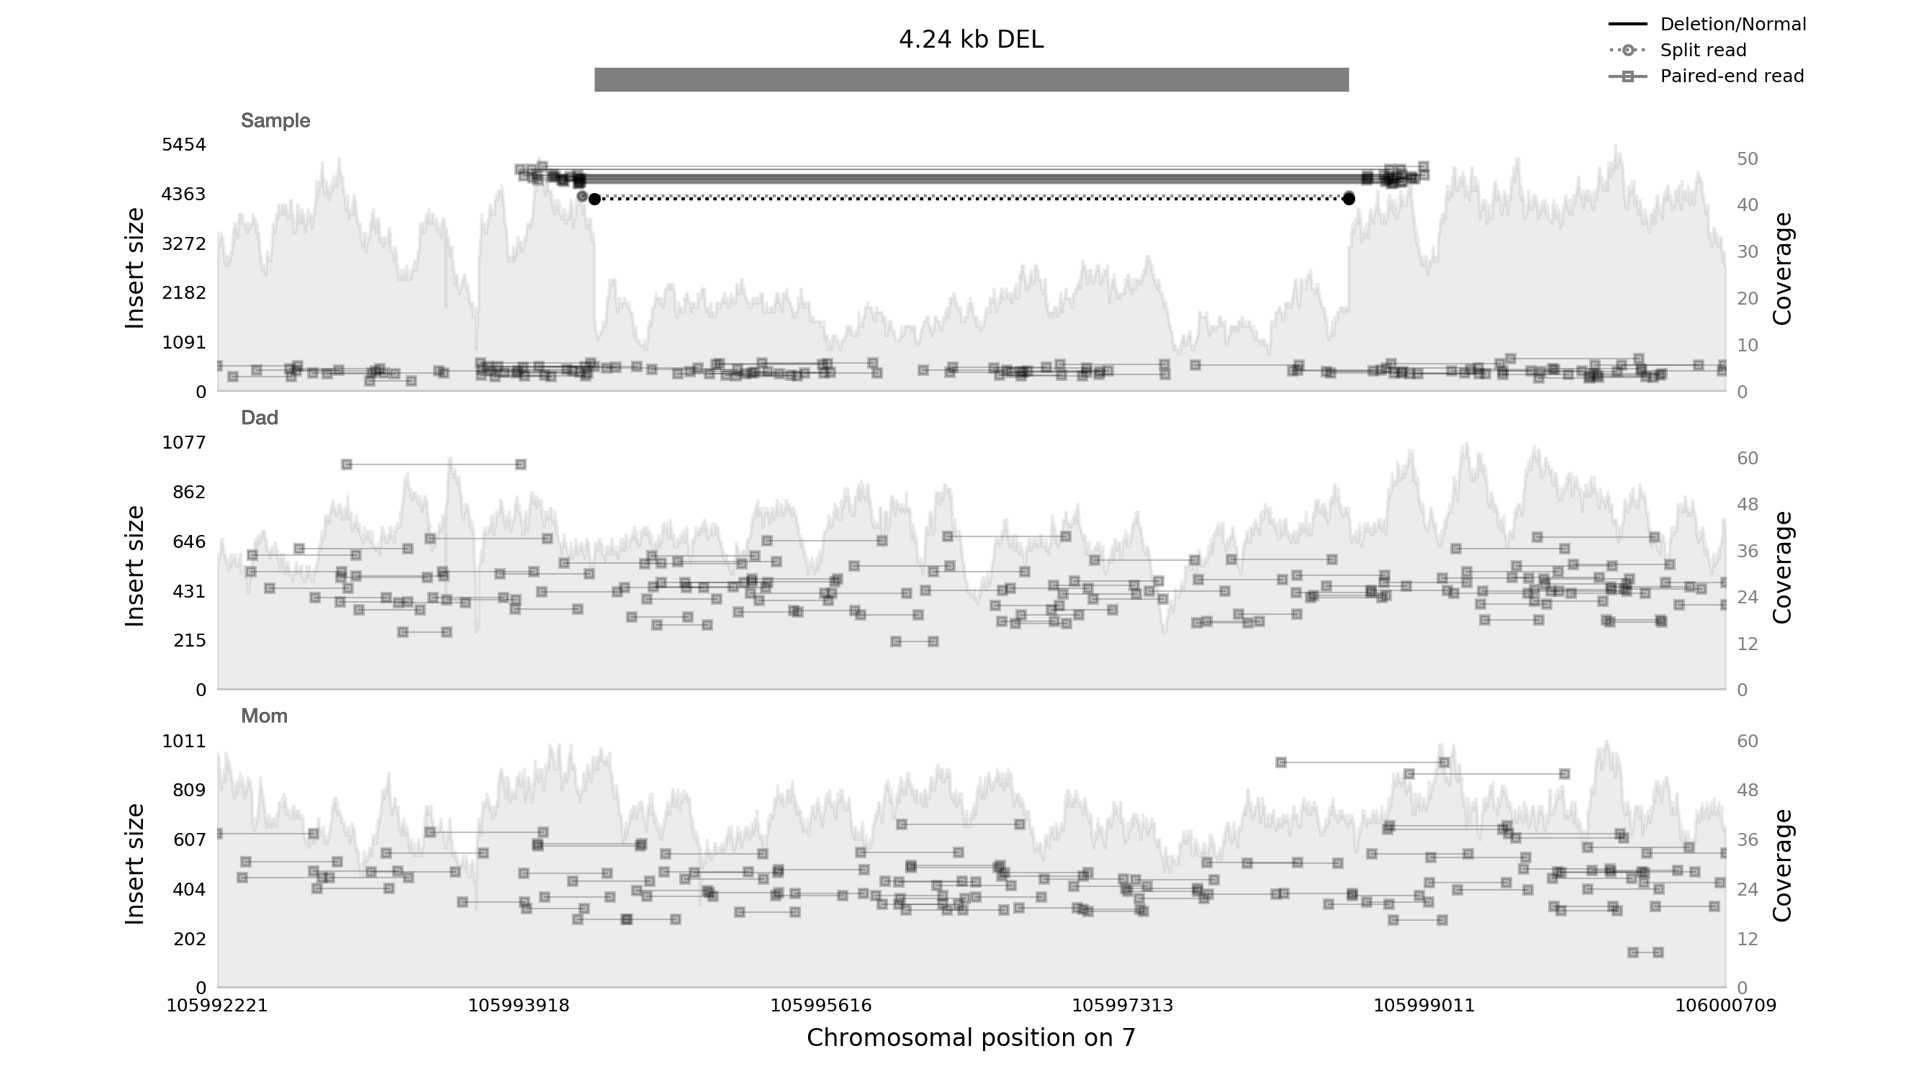 4.24 kb DEL
Deletion/Normal
Split read
Paired-end read
Sample
5454
4363
3272
2182
1091
0
Insert size
50
40
30
20
10
0
Coverage
Dad
1077
862
646
431
215
0
Insert size
60
48
36
24
12
0
Coverage
Mom
1011
809
607
404
202
0
Insert size
60
48
36
24
12
0
Coverage
105992221 105993918 105995616 105997313 105999011 106000709
Chromosomal position on 7